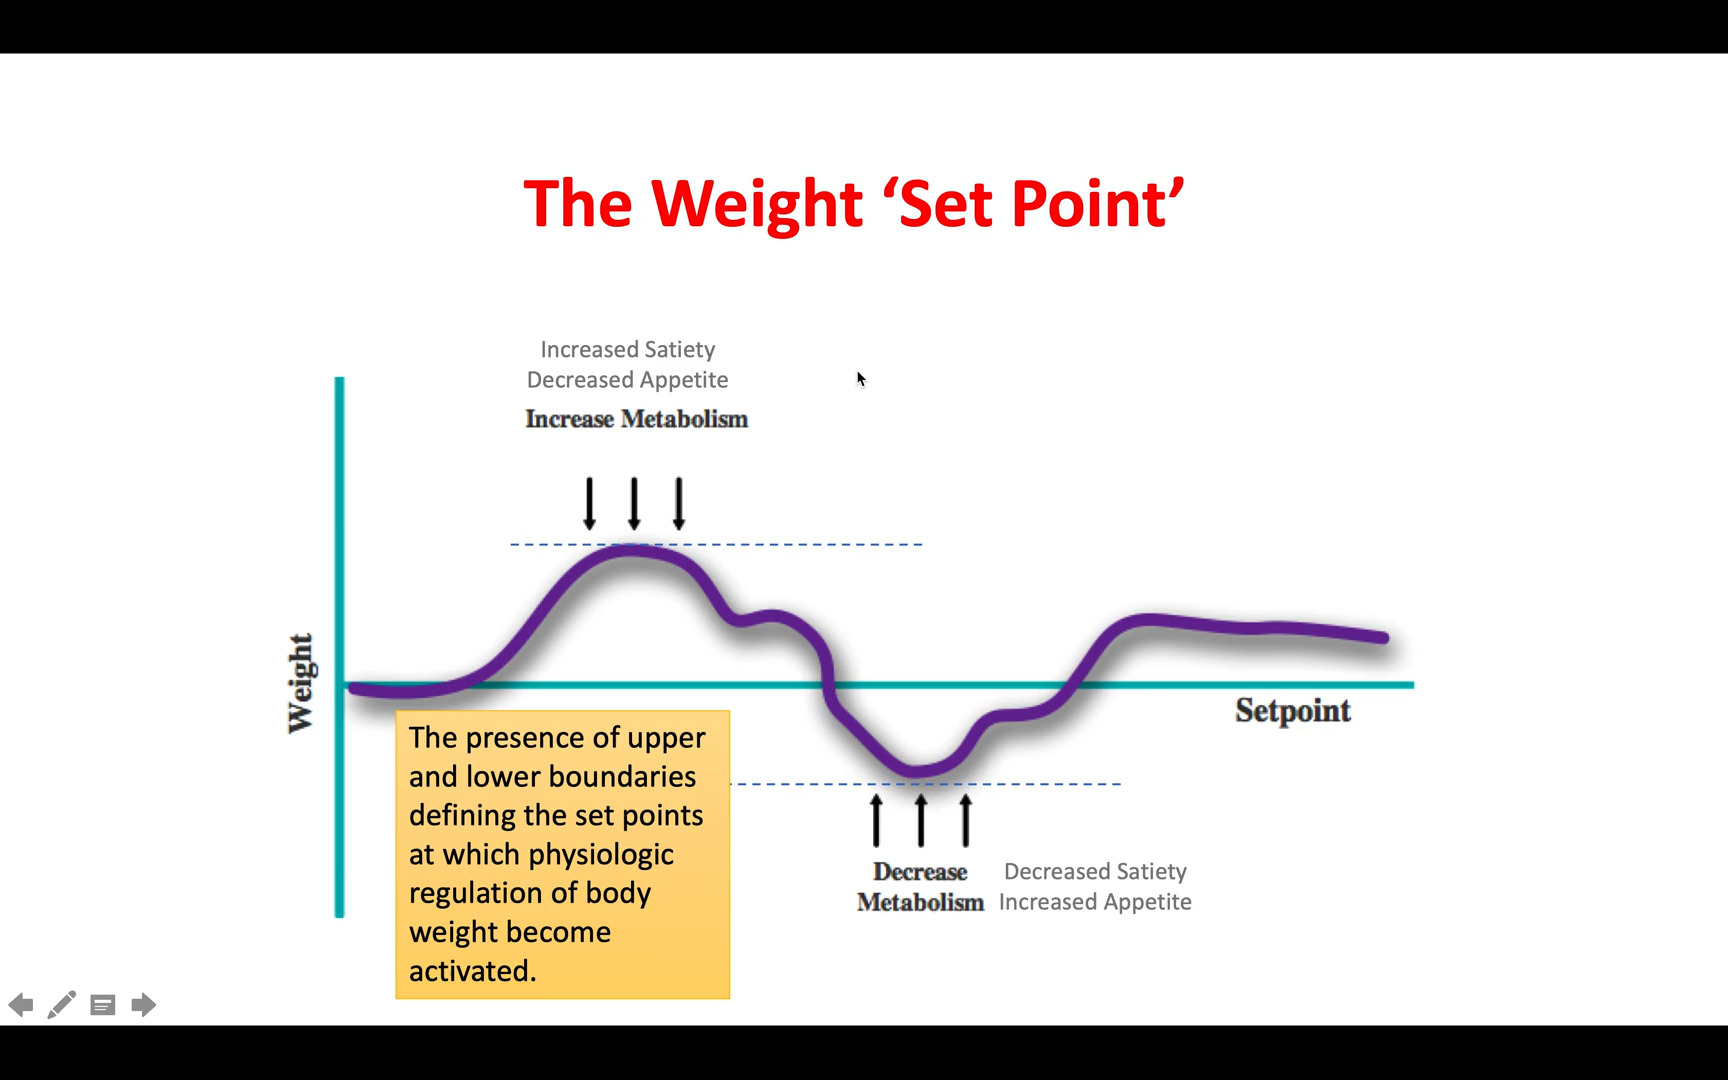 The Weight ‘Set Point’
Increased Satiety
Decreased Appetite
Increase Metabolism
Weight
Setpoint
The presence of upper
and lower boundaries
defining the set points
at which physiologic
regulation of body
weight become
activated.
Decrease
Metabolism
Decreased Satiety
Increased Appetite